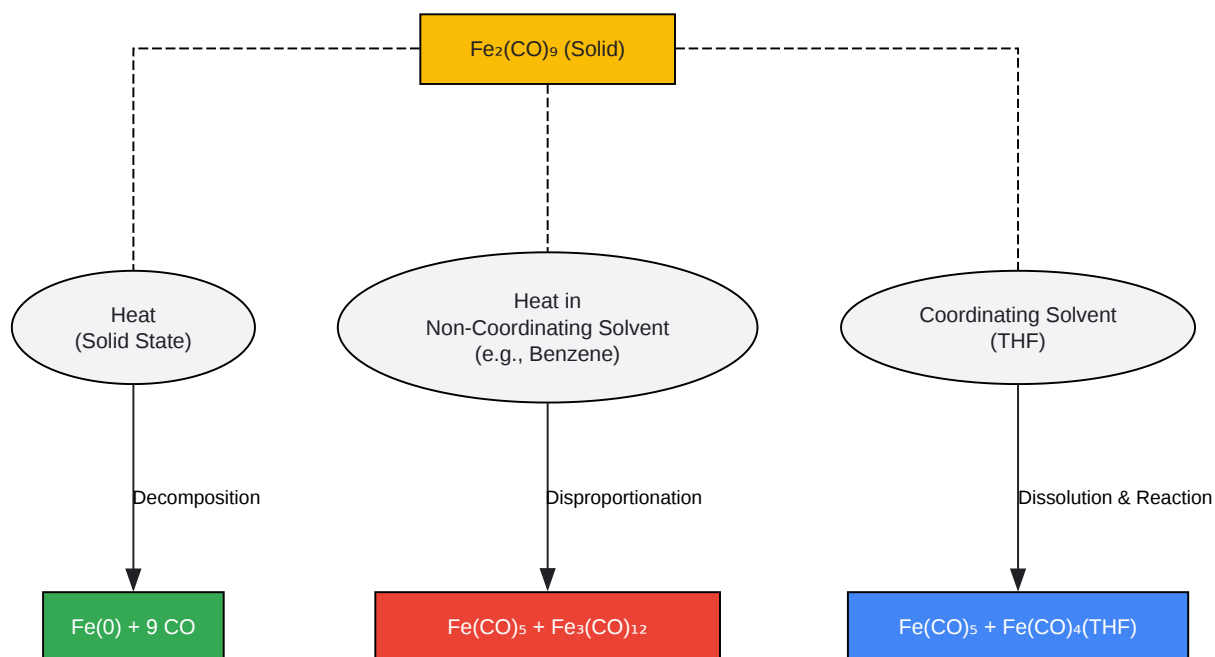 Fe₂(CO)₉ (Solid)
Heat
(Solid State)
Heat in
Non-Coordinating Solvent
(e.g., Benzene)
Coordinating Solvent
(THF)
Decomposition
Disproportionation
Dissolution & Reaction
Fe(0) + 9 CO
Fe(CO)₅ + Fe₃(CO)₁₂
Fe(CO)₅ + Fe(CO)₄(THF)